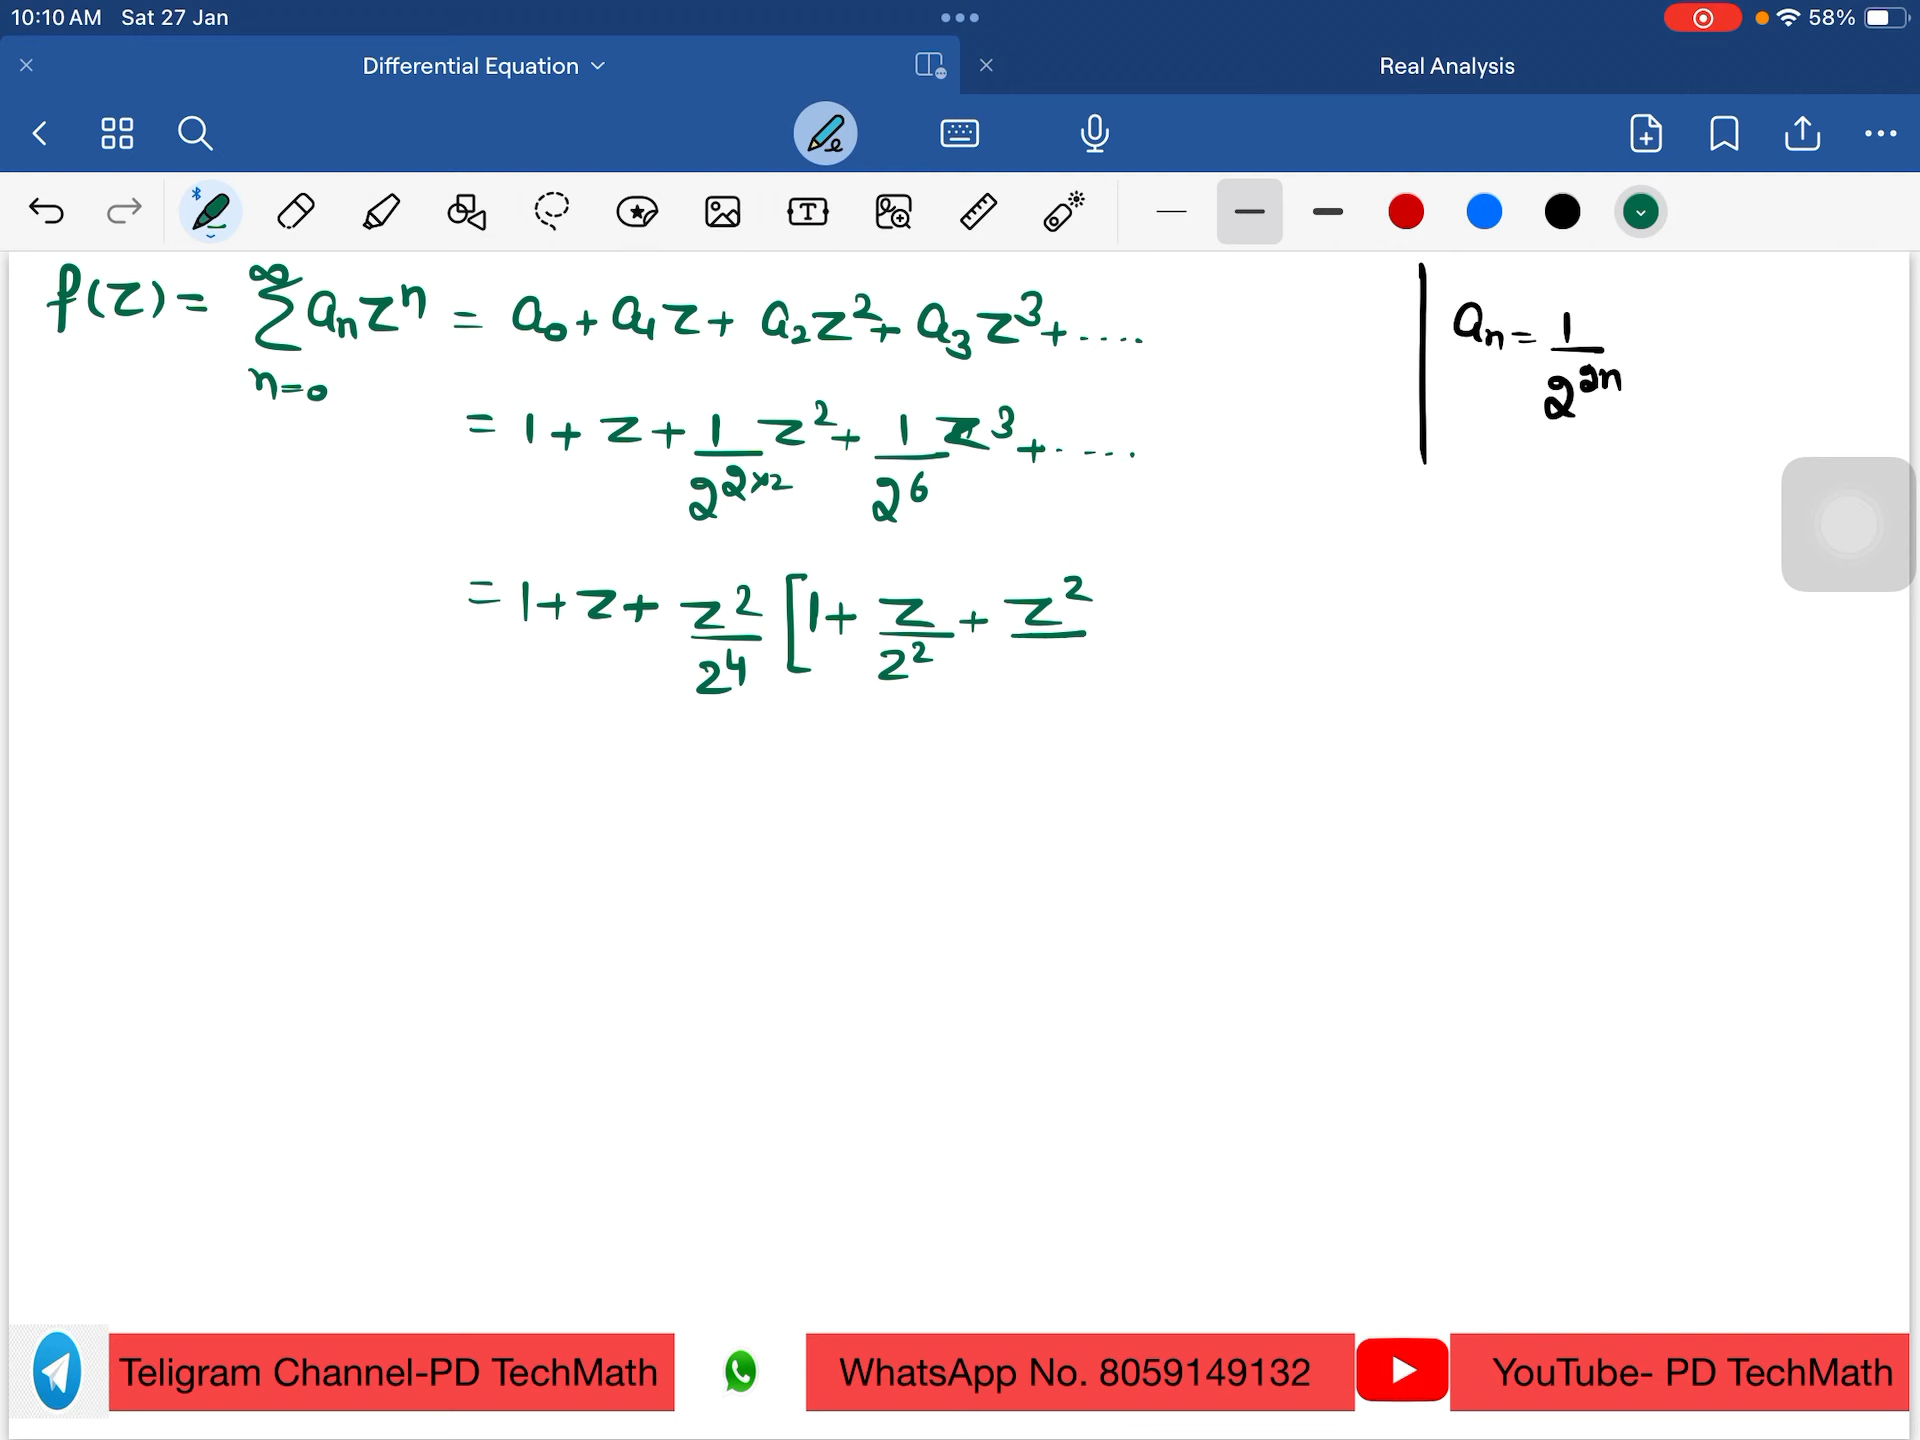 10:10 AM Sat 27 Jan
58%
Differential Equation
Real Analysis
f(z) = ∞ Σ n=0 aₙzⁿ = a₀ + a₁z + a₂z² + a₃z³ + ....
aₙ = 1/2²ⁿ
= 1 + z + 1/2^(2×2) z² + 1/2⁶ z³ + .....
= 1 + z + z²/2⁴ [1 + z/2² + z²
Teligram Channel-PD TechMath
WhatsApp No. 8059149132
YouTube- PD TechMath